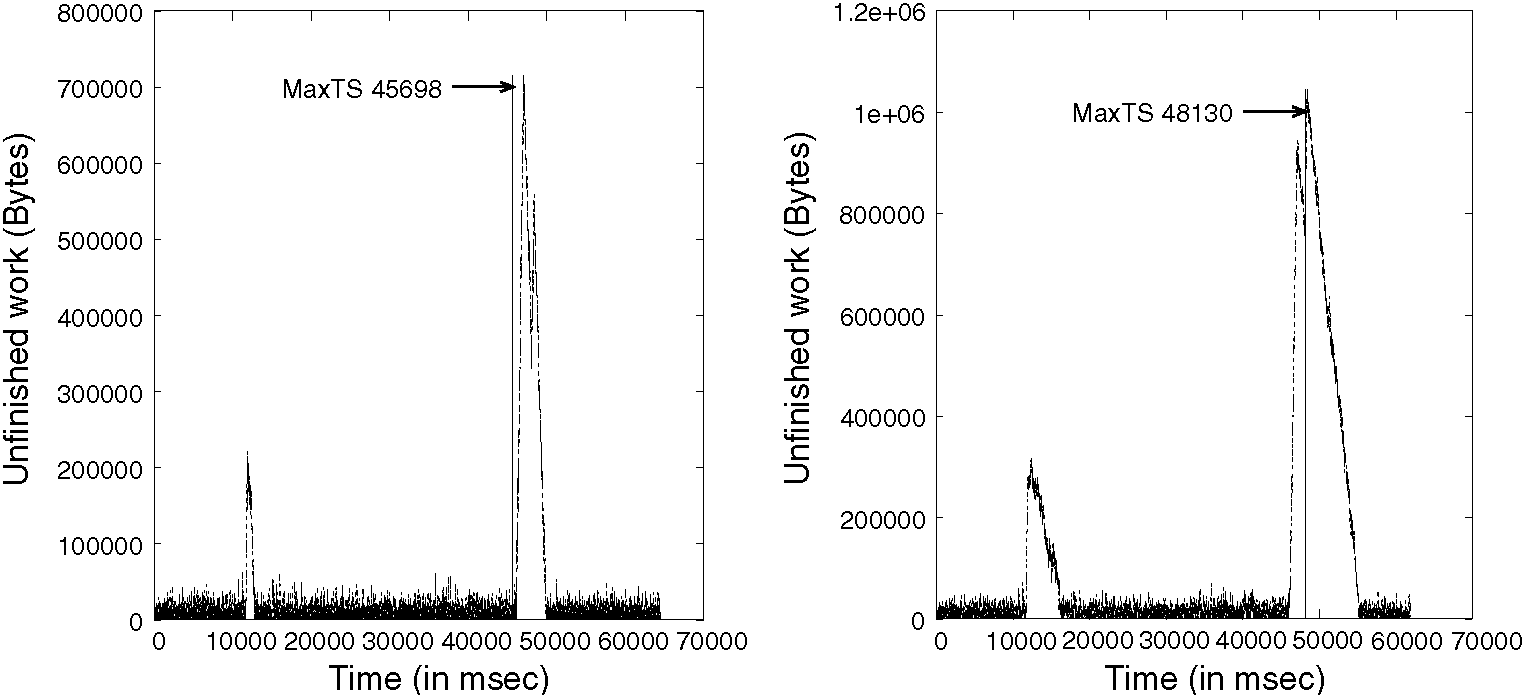 800000
700000
600000
500000
400000
300000
200000
100000
0
Unfinished work (Bytes)
MaxTS 45698
0 10000 20000 30000 40000 50000 60000 70000
Time (in msec)
1.2e+06
1e+06
800000
600000
400000
200000
0
Unfinished work (Bytes)
MaxTS 48130
0 10000 20000 30000 40000 50000 60000 70000
Time (in msec)